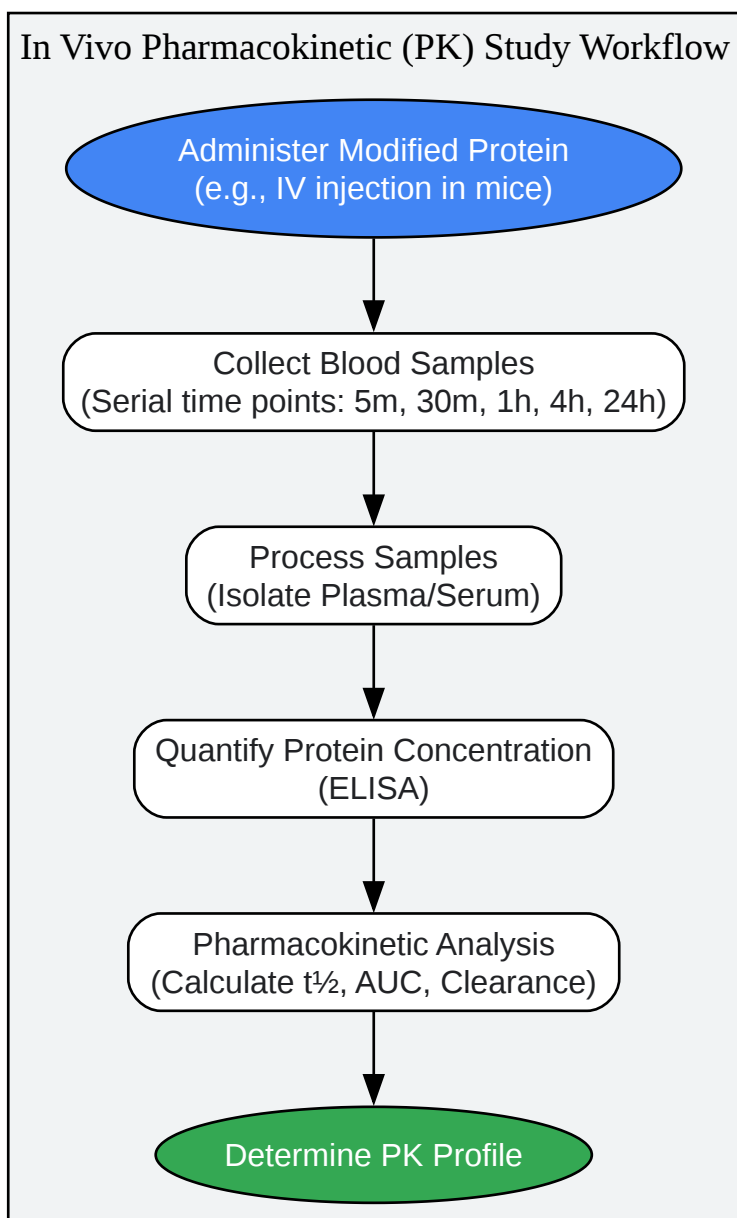 In Vivo Pharmacokinetic (PK) Study Workflow
Administer Modified Protein
(e.g., IV injection in mice)
Collect Blood Samples
(Serial time points: 5m, 30m, 1h, 4h, 24h)
Process Samples
(Isolate Plasma/Serum)
Quantify Protein Concentration
(ELISA)
Pharmacokinetic Analysis
(Calculate t½, AUC, Clearance)
Determine PK Profile